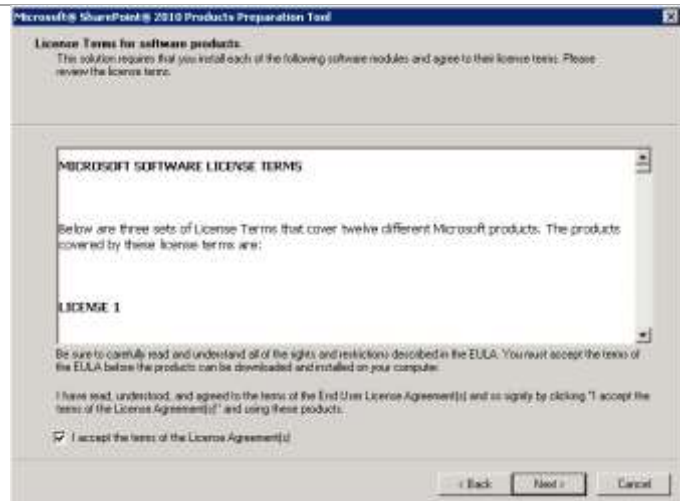 Microsoft® SharePoint® 2010 Products Preparation Tool
License Terms for software products
This solution requires that you install each of the following software modules and agree to their license terms. Please
review the license terms.
MICROSOFT SOFTWARE LICENSE TERMS
Below are three sets of License Terms that cover twelve different Microsoft products. The products
covered by these license terms are:
LICENSE 1
Be sure to carefully read and understand all of the rights and restrictions described in the EULA. You must accept the terms of
the EULA before the products can be downloaded and installed on your computer.
I have read, understood, and agreed to the terms of the End User License Agreement(s) and so signify by clicking "I accept the
terms of the License Agreement(s)" and using these products.
I accept the terms of the License Agreement(s)
< Back Next > Cancel